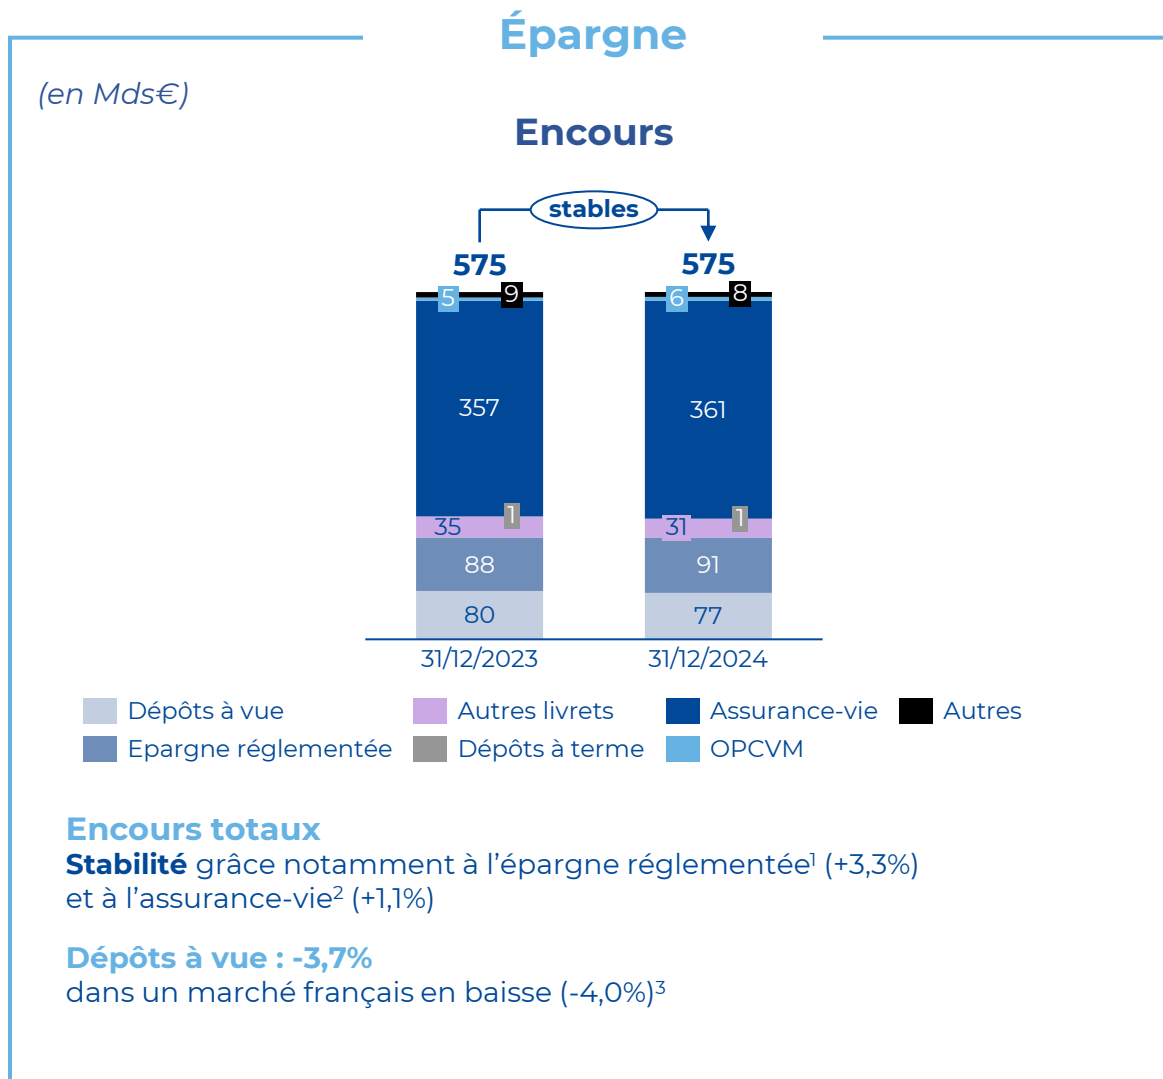 Épargne
(en Mds€)
Encours
stables
575 575
5 9 6 8
357 361
1 1
35 31
88 91
80 77
31/12/2023 31/12/2024
Dépôts à vue Autres livrets Assurance-vie Autres
Epargne réglementée Dépôts à terme OPCVM
Encours totaux
Stabilité grâce notamment à l'épargne réglementée¹ (+3,3%)
et à l'assurance-vie² (+1,1%)
Dépôts à vue : -3,7%
dans un marché français en baisse (-4,0%)³